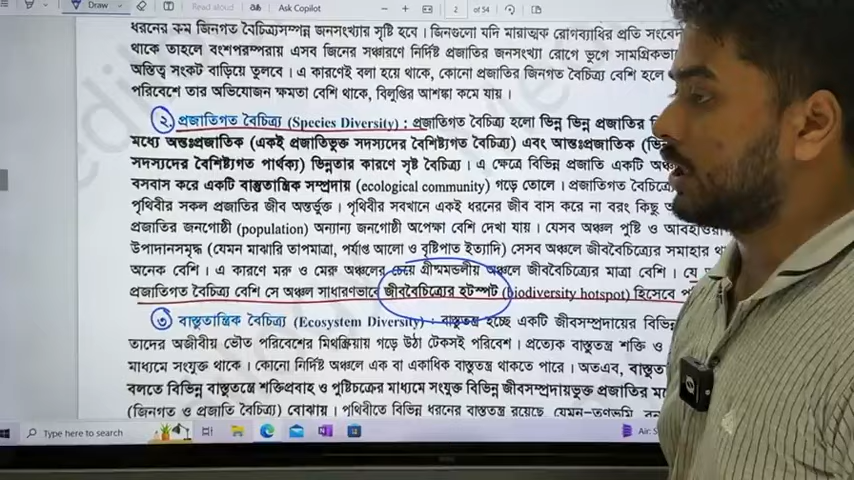 Draw
Read aloud
Ask Copilot
2
of 54
ধরনের কম জিনগত বৈচিত্র্যসম্পন্ন জনসংখ্যার সৃষ্টি হবে । জিনগুলো যদি মারাত্মক রোগব্যাধির প্রতি
থাকে তাহলে বংশপরম্পরায় এসব জিনের সঞ্চারণে নির্দিষ্ট প্রজাতির জনসংখ্যা রোগে ভুগে
অস্তিত্ব সংকট বাড়িয়ে তুলবে । এ কারণেই বলা হয়ে থাকে, কোনো প্রজাতির জিনগত বৈচিত্র্য বেশি হলে
পরিবেশে তার অভিযোজন ক্ষমতা বেশি থাকে, বিলুপ্তির আশঙ্কা কমে যায় ।
২ প্রজাতিগত বৈচিত্র্য (Species Diversity) : প্রজাতিগত বৈচিত্র্য হলো ভিন্ন ভিন্ন প্রজাতির
মধ্যে অন্তঃপ্রজাতিক (একই প্রজাতিভুক্ত সদস্যদের বৈশিষ্ট্যগত বৈচিত্র্য) এবং আন্তঃপ্রজাতিক
সদস্যদের বৈশিষ্ট্যগত পার্থক্য) ভিন্নতার কারণে সৃষ্ট বৈচিত্র্য । এ ক্ষেত্রে বিভিন্ন প্রজাতি একটি
বসবাস করে একটি বাস্তুতান্ত্রিক সম্প্রদায় (ecological community) গড়ে তোলে । প্রজাতিগত
পৃথিবীর সকল প্রজাতির জীব অন্তর্ভুক্ত । পৃথিবীর সবখানে একই ধরনের জীব বাস করে না বরং কিছু
প্রজাতির জনগোষ্ঠী (population) অন্যান্য জনগোষ্ঠী অপেক্ষা বেশি দেখা যায় । যেসব অঞ্চল পুষ্টি ও
উপাদানসমৃদ্ধ (যেমন মাঝারি তাপমাত্রা, পর্যাপ্ত আলো ও বৃষ্টিপাত ইত্যাদি) সেসব অঞ্চলে জীববৈচিত্র্যের সমাহার
অনেক বেশি । এ কারণে মরু ও মেরু অঞ্চলের চেয়ে গ্রীষ্মমন্ডলীয় অঞ্চলে জীববৈচিত্র্যের মাত্রা বেশি । যে
প্রজাতিগত বৈচিত্র্য বেশি সে অঞ্চল সাধারণভাবে জীববৈচিত্র্যের হটস্পট (biodiversity hotspot) হিসেবে
৩ বাস্তুতান্ত্রিক বৈচিত্র্য (Ecosystem Diversity) : বাস্তুতন্ত্র হচ্ছে একটি জীবসম্প্রদায়ের
তাদের অজীবীয় ভৌত পরিবেশের মিথষ্ক্রিয়ায় গড়ে উঠা টেকসই পরিবেশ । প্রত্যেক বাস্তুতন্ত্র শক্তি ও
মাধ্যমে সংযুক্ত থাকে । কোনো নির্দিষ্ট অঞ্চলে এক বা একাধিক বাস্তুতন্ত্র থাকতে পারে । অতএব,
বলতে বিভিন্ন বাস্তুতন্ত্রে শক্তিপ্রবাহ ও পুষ্টিচক্রের মাধ্যমে সংযুক্ত বিভিন্ন জীবসম্প্রদায়ভুক্ত প্রজাতির
(জিনগত ও প্রজাতি বৈচিত্র্য) বোঝায় । পৃথিবীতে বিভিন্ন ধরনের বাস্তুতন্ত্র রয়েছে যেমন-তৃণভূমি
Type here to search
Air: